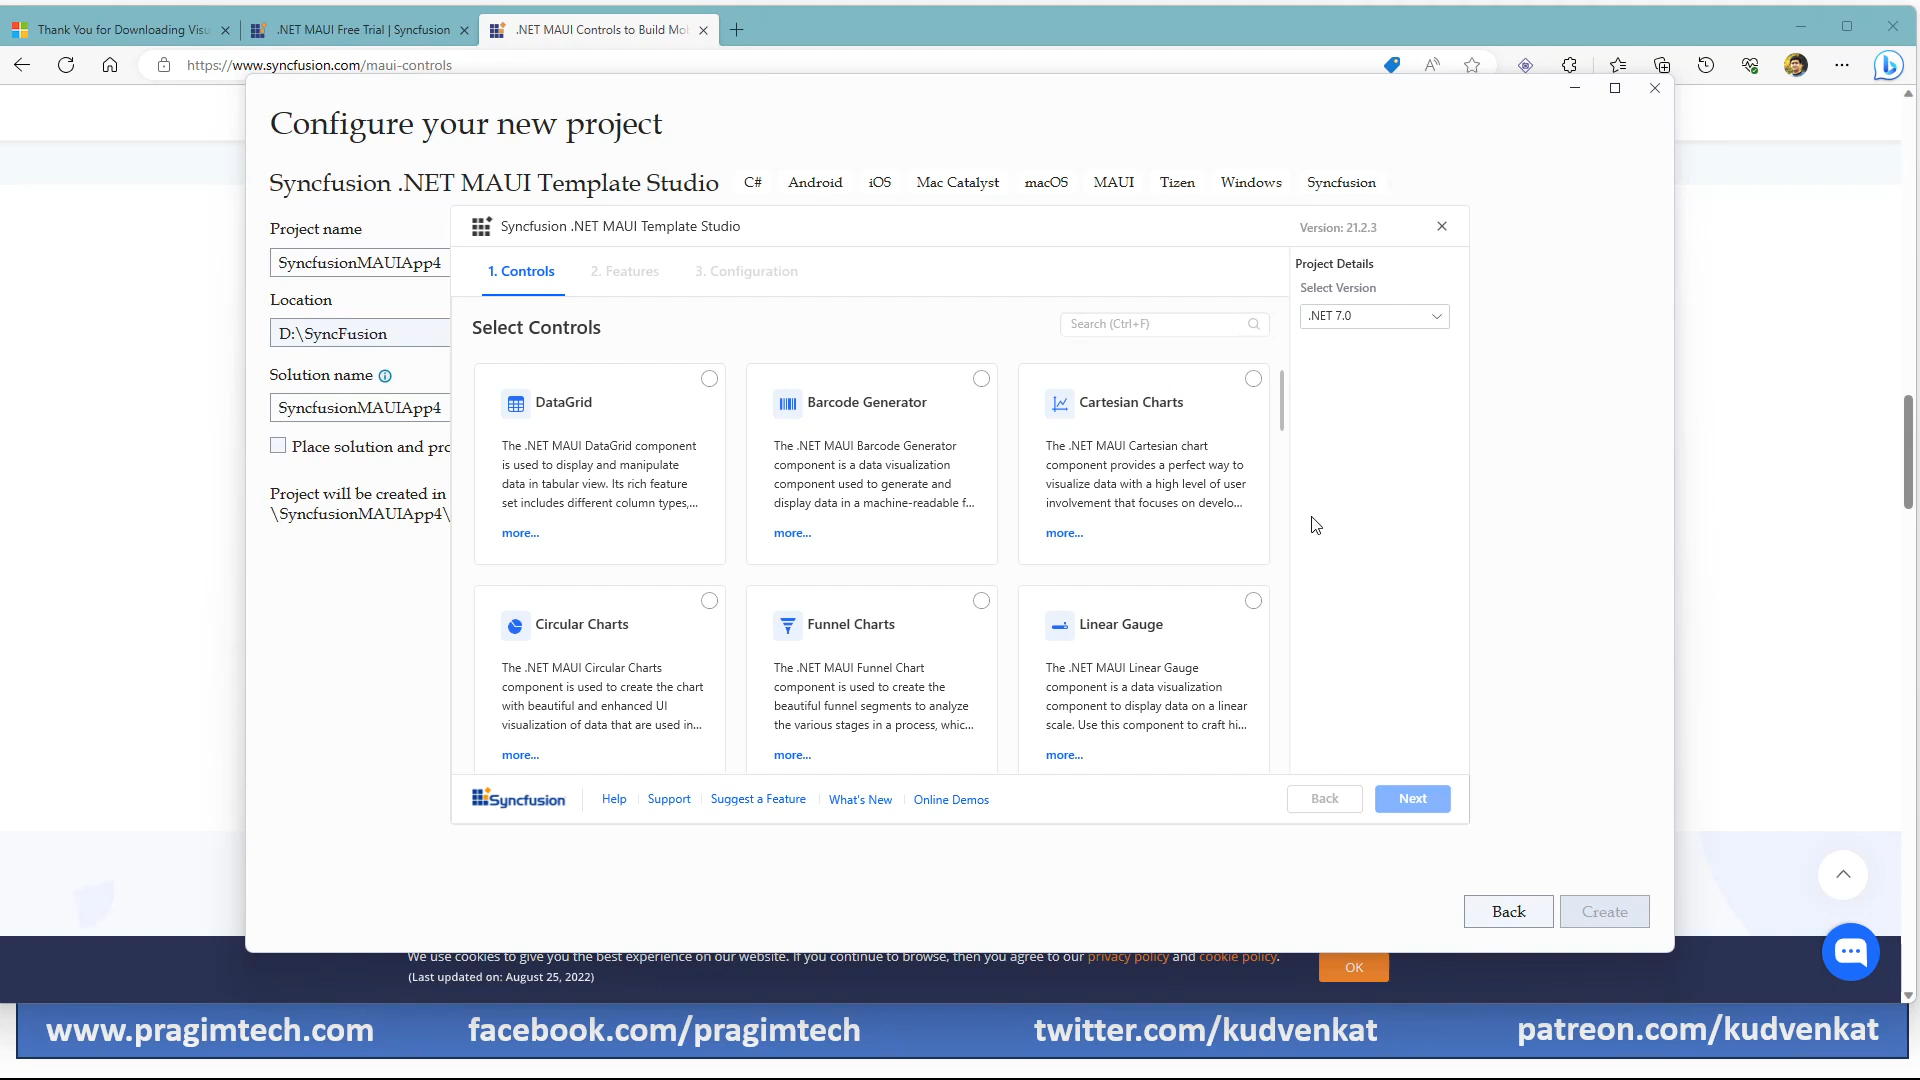 Thank You for Downloading Visu
.NET MAUI Free Trial | Syncfusion
.NET MAUI Controls to Build Mob
https://www.syncfusion.com/maui-controls
Configure your new project
Syncfusion .NET MAUI Template Studio
C#
Android
iOS
Mac Catalyst
macOS
MAUI
Tizen
Windows
Syncfusion
Project name
SyncfusionMAUIApp4
Location
D:\SyncFusion
Solution name
SyncfusionMAUIApp4
Place solution and pro
Project will be created in
\SyncfusionMAUIApp4\
Syncfusion .NET MAUI Template Studio
Version: 21.2.3
1. Controls
2. Features
3. Configuration
Project Details
Select Version
.NET 7.0
Select Controls
Search (Ctrl+F)
DataGrid
The .NET MAUI DataGrid component
is used to display and manipulate
data in tabular view. Its rich feature
set includes different column types,...
more...
Barcode Generator
The .NET MAUI Barcode Generator
component is a data visualization
component used to generate and
display data in a machine-readable f...
more...
Cartesian Charts
The .NET MAUI Cartesian chart
component provides a perfect way to
visualize data with a high level of user
involvement that focuses on develo...
more...
Circular Charts
The .NET MAUI Circular Charts
component is used to create the chart
with beautiful and enhanced UI
visualization of data that are used in...
more...
Funnel Charts
The .NET MAUI Funnel Chart
component is used to create the
beautiful funnel segments to analyze
the various stages in a process, whic...
more...
Linear Gauge
The .NET MAUI Linear Gauge
component is a data visualization
component to display data on a linear
scale. Use this component to craft hi...
more...
Syncfusion
Help
Support
Suggest a Feature
What's New
Online Demos
Back
Next
Back
Create
We use cookies to give you the best experience on our website. If you continue to browse, then you agree to our privacy policy and cookie policy.
(Last updated on: August 25, 2022)
OK
www.pragimtech.com
facebook.com/pragimtech
twitter.com/kudvenkat
patreon.com/kudvenkat